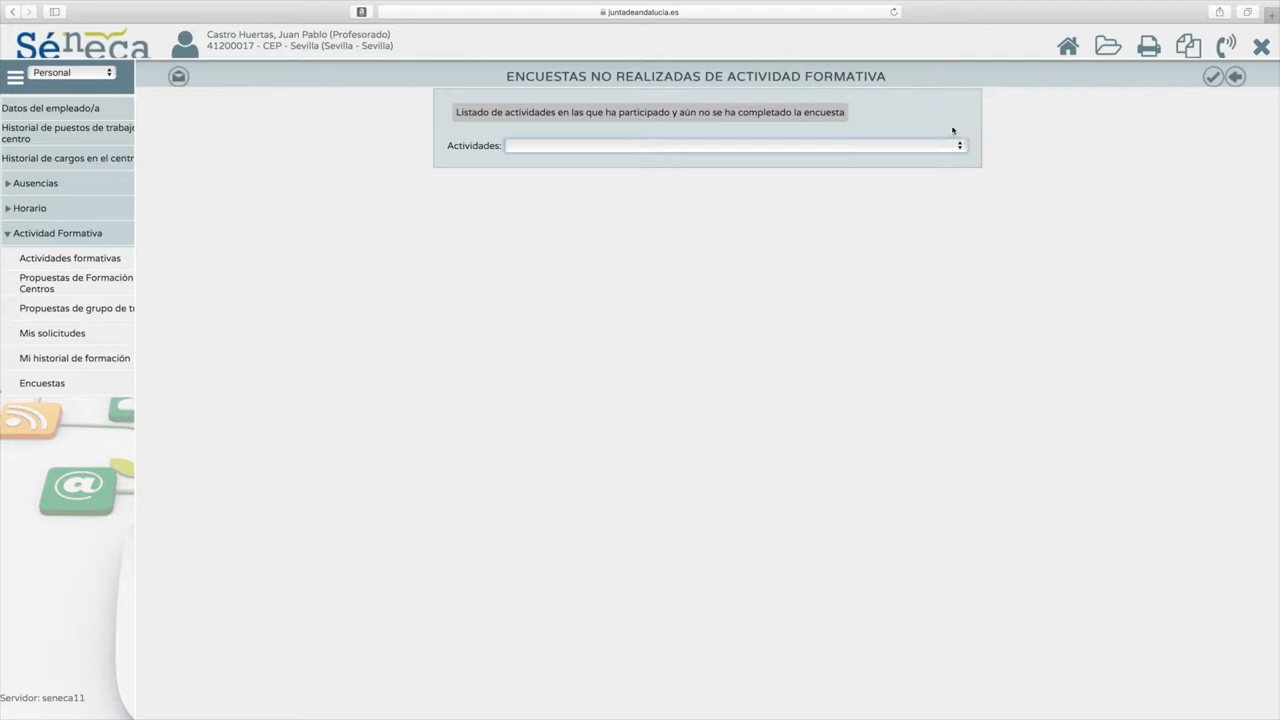 juntadeandalucia.es
Séneca
Castro Huertas, Juan Pablo (Profesorado)
41200017 - CEP - Sevilla (Sevilla - Sevilla)
Personal
ENCUESTAS NO REALIZADAS DE ACTIVIDAD FORMATIVA
Datos del empleado/a
Historial de puestos de trabajo
centro
Historial de cargos en el centr
Ausencias
Horario
Actividad Formativa
Actividades formativas
Propuestas de Formación
Centros
Propuestas de grupo de t
Mis solicitudes
Mi historial de formación
Encuestas
Listado de actividades en las que ha participado y aún no se ha completado la encuesta
Actividades:
@
Servidor: seneca11